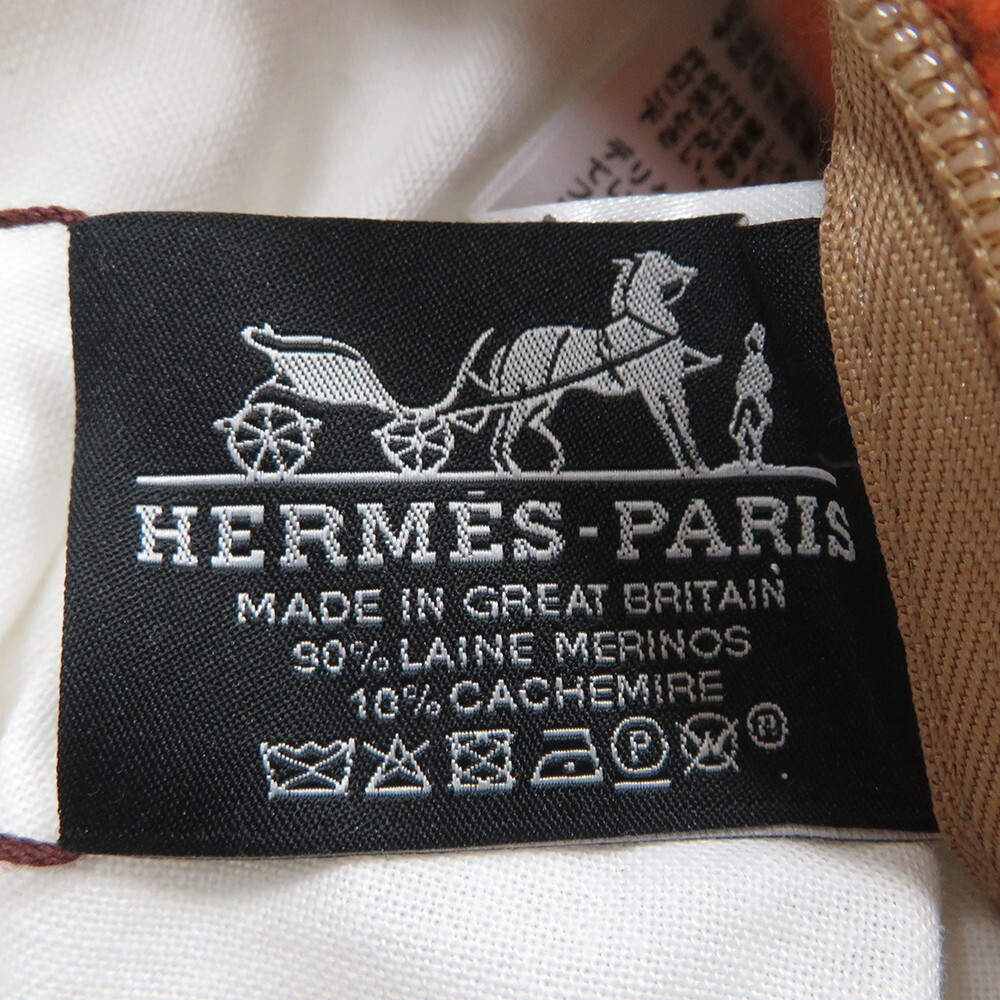 HERMÈS-PARIS
MADE IN GREAT BRITAIN
90% LAINE MERINOS
10% CACHEMIRE
P W ®